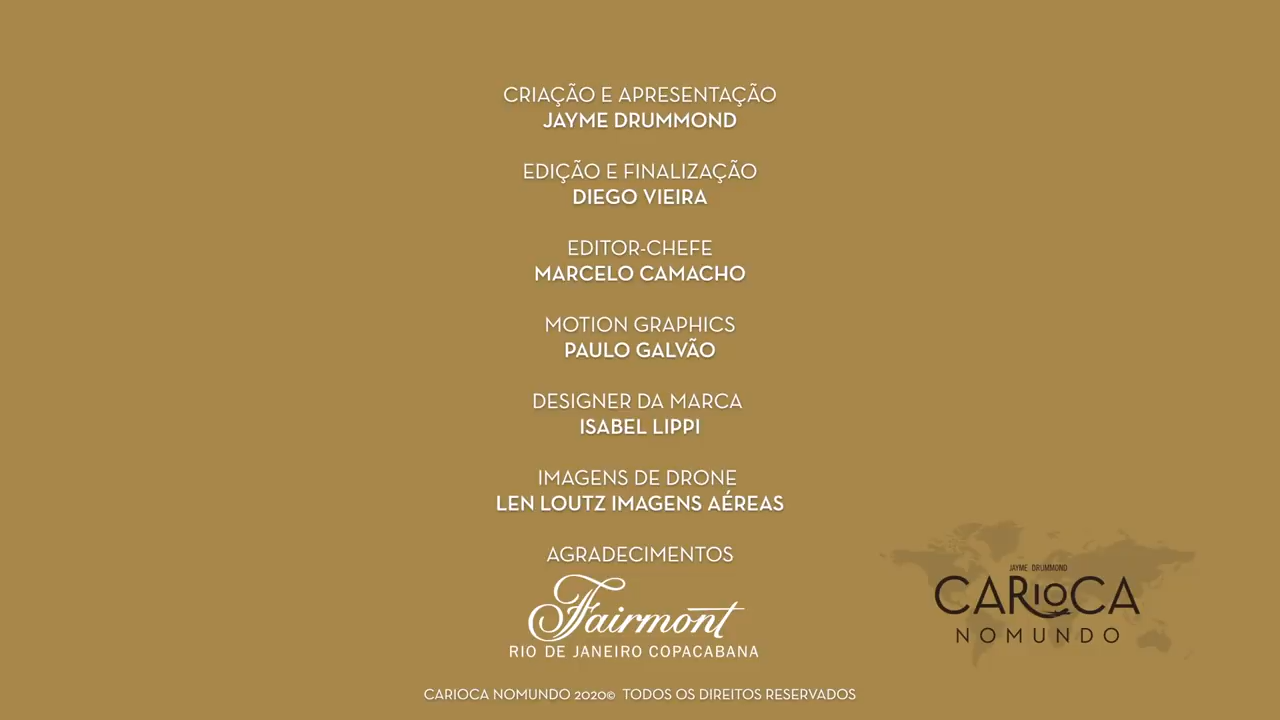 CRIAÇÃO E APRESENTAÇÃO
JAYME DRUMMOND
EDIÇÃO E FINALIZAÇÃO
DIEGO VIEIRA
EDITOR-CHEFE
MARCELO CAMACHO
MOTION GRAPHICS
PAULO GALVÃO
DESIGNER DA MARCA
ISABEL LIPPI
IMAGENS DE DRONE
LEN LOUTZ IMAGENS AÉREAS
AGRADECIMENTOS
Fairmont
RIO DE JANEIRO COPACABANA
JAYME DRUMMOND
CARIOCA
NOMUNDO
CARIOCA NOMUNDO 2020© TODOS OS DIREITOS RESERVADOS